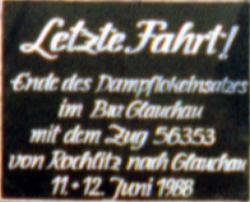 Letzte Fahrt!
Ende des Dampflokeinsatzes
im Bw Glauchau
mit dem Zug 56353
von Rochlitz nach Glauchau
11.+12. Juni 1988